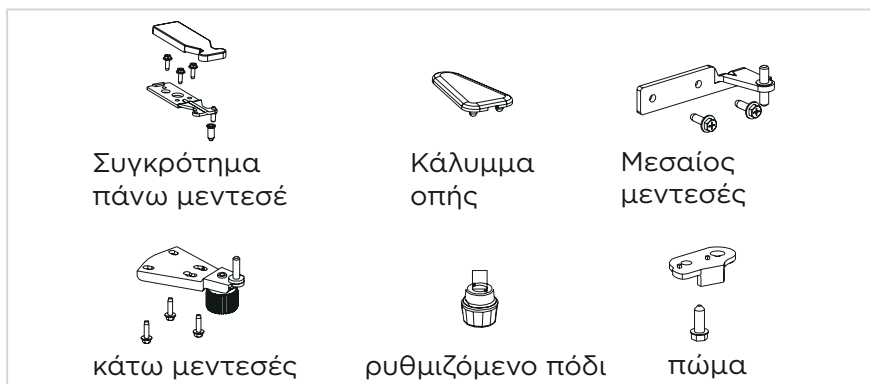 Συγκρότημα
πάνω μεντεσέ
Κάλυμμα
οπής
Μεσαίος
μεντεσές
κάτω μεντεσές
ρυθμιζόμενο πόδι
πώμα